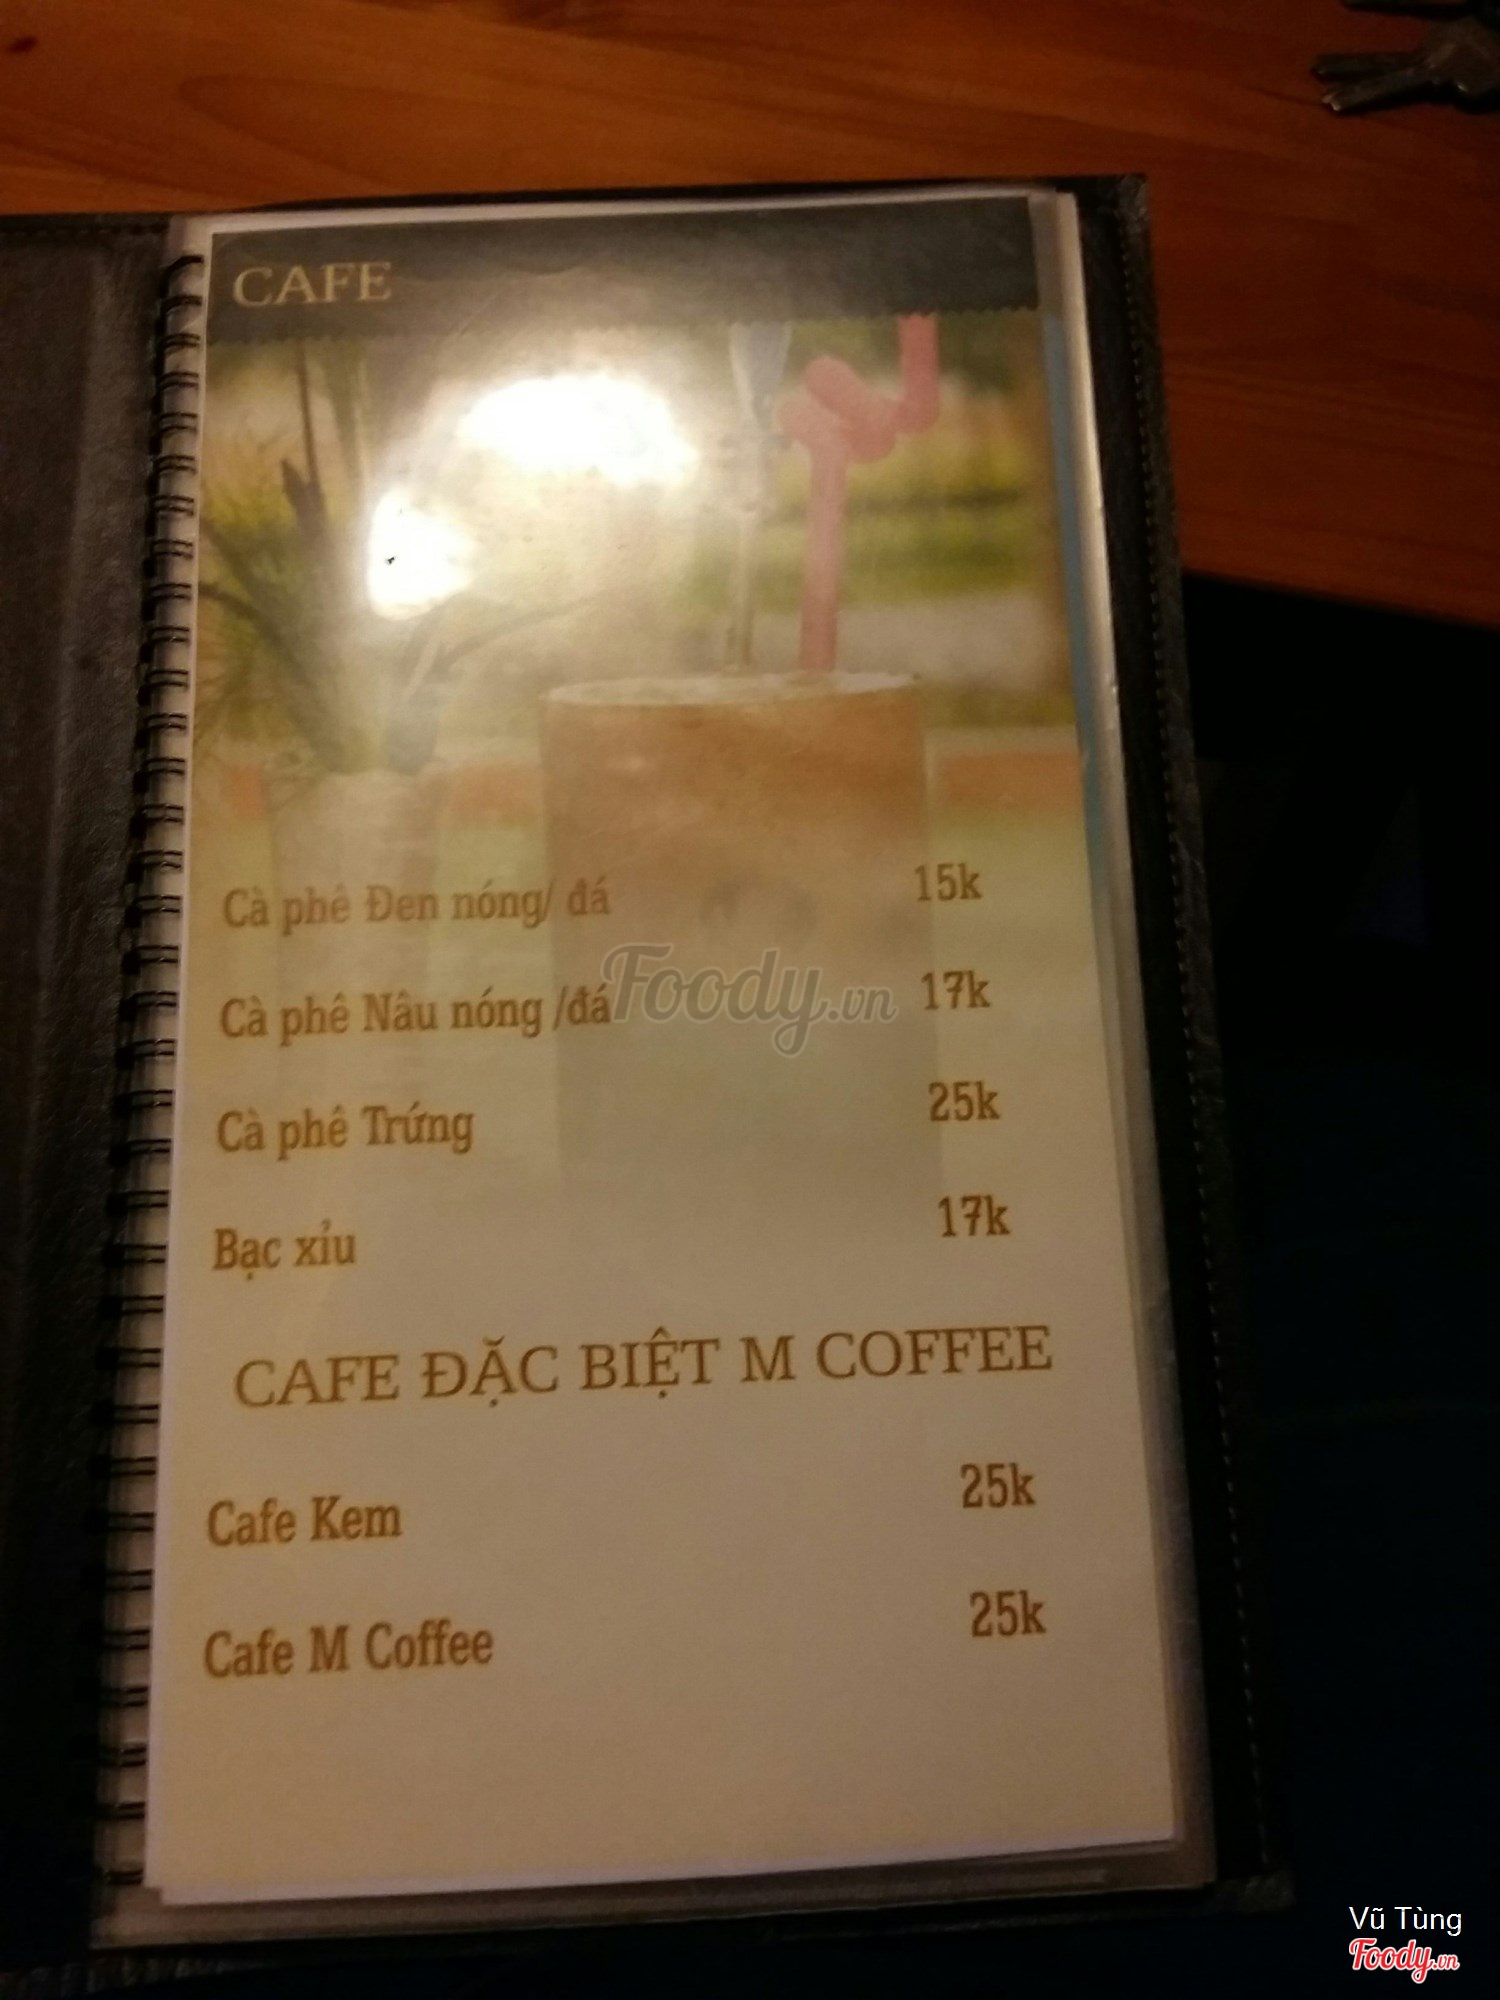 CAFE
Cà phê Đen nóng/ đá 15k
Cà phê Nâu nóng /đá 17k
Foody.vn
Cà phê Trứng 25k
Bạc xỉu 17k
CAFE ĐẶC BIỆT M COFFEE
Cafe Kem 25k
Cafe M Coffee 25k
Vũ Tùng
Foody.vn